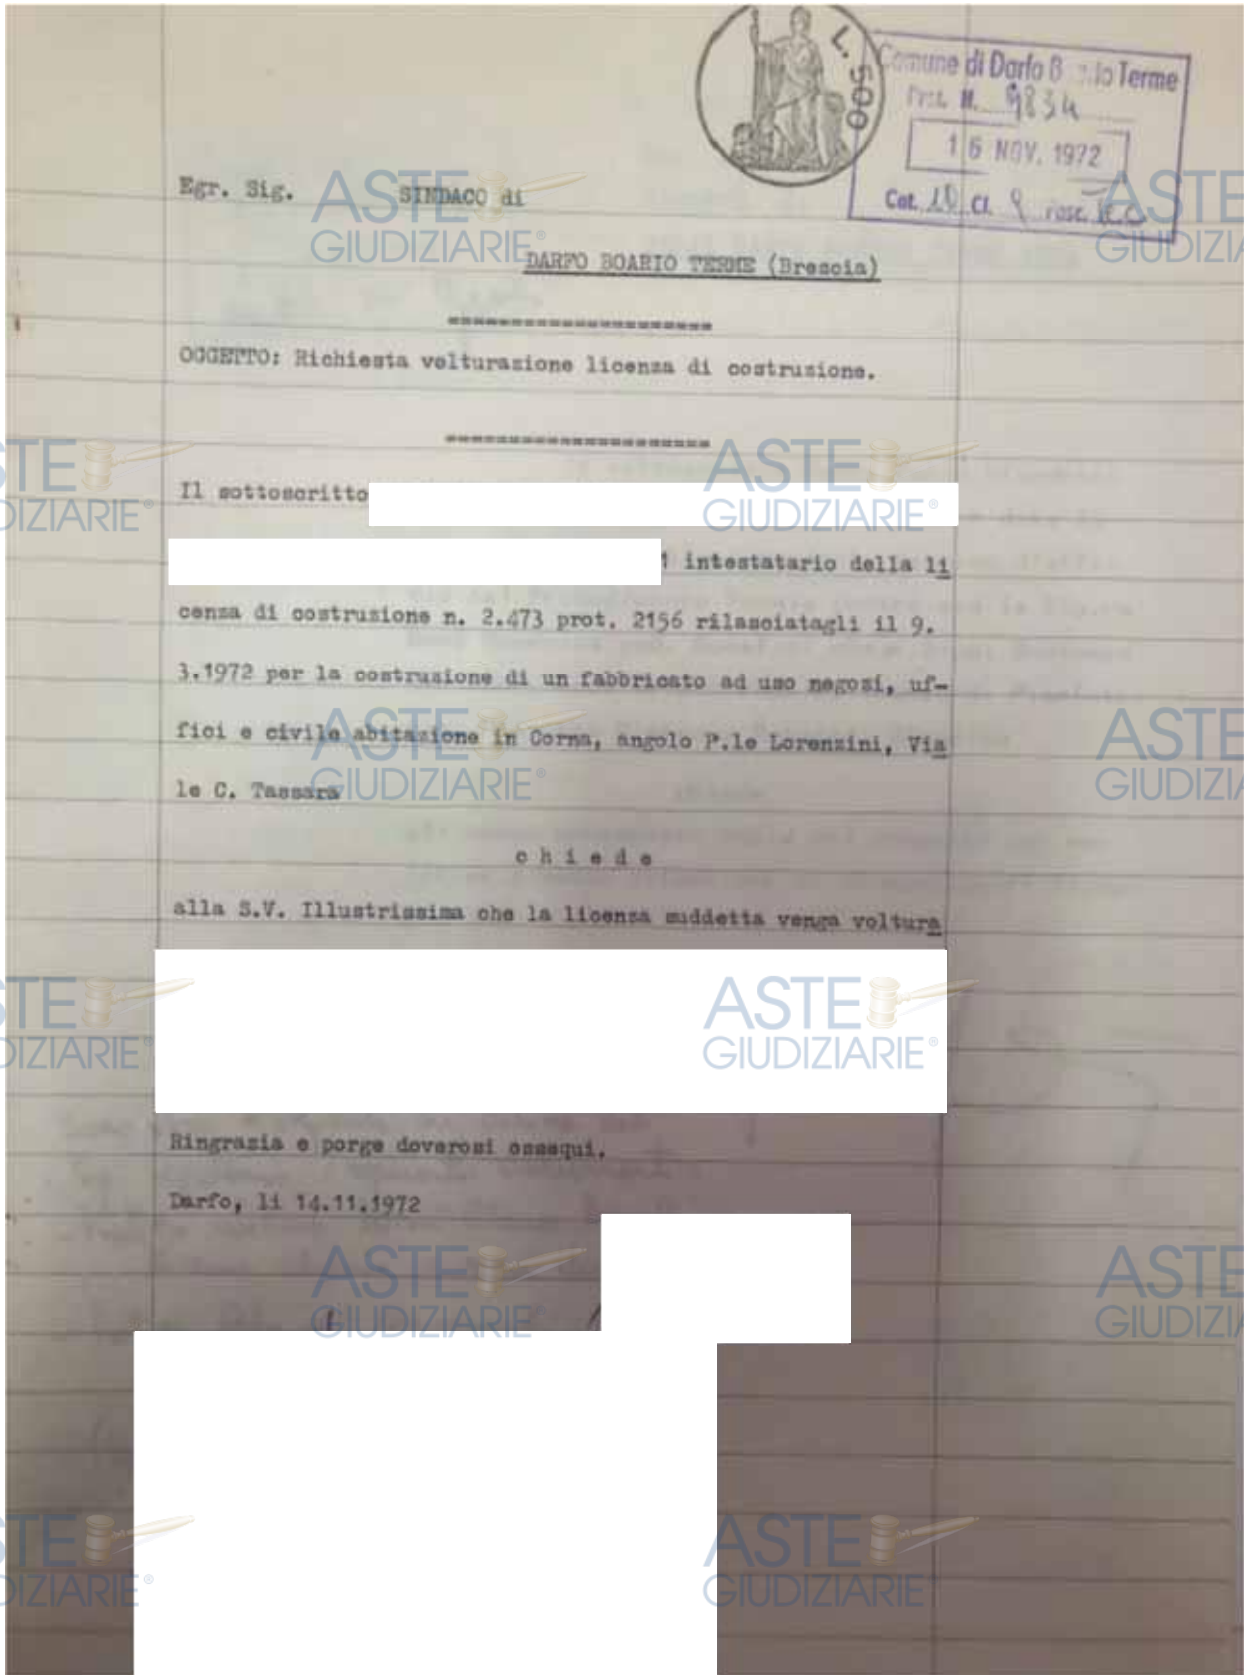 L. 500
Comune di Darfo B io Terme
Prot. N. 9834
16 NOV. 1972
Cat. 10 Cl. 9 Fasc.
Egr. Sig. SINDACO di
DARFO BOARIO TERME (Brescia)
OGGETTO: Richiesta volturazione licenza di costruzione.
Il sottoscritto
intestatario della li
cenza di costruzione n. 2.473 prot. 2156 rilasciatagli il 9.
3.1972 per la costruzione di un fabbricato ad uso negozi, uf-
fici e civile abitazione in Corna, angolo P.le Lorenzini, Via
le C. Tassara
c h i e d e
alla S.V. Illustrissima che la licenza suddetta venga voltura
Ringrazia e porge doverosi ossequi.
Darfo, li 14.11.1972
ASTE
GIUDIZIARIE®